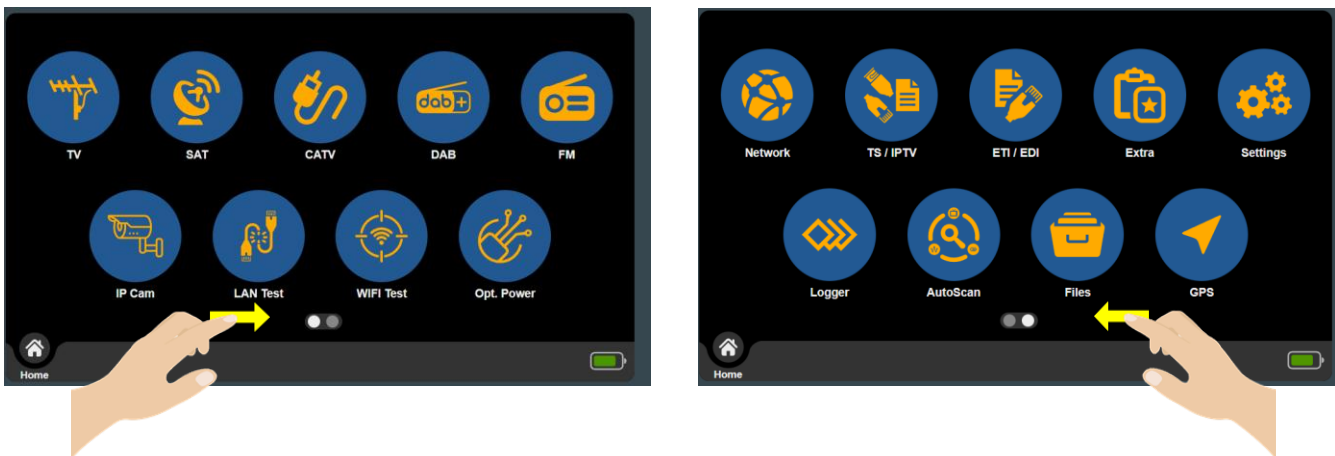 dab+
TV
SAT
CATV
DAB
FM
IP Cam
LAN Test
WIFI Test
Opt. Power
Home
Network
TS / IPTV
ETI / EDI
Extra
Settings
Logger
AutoScan
Files
GPS
Home